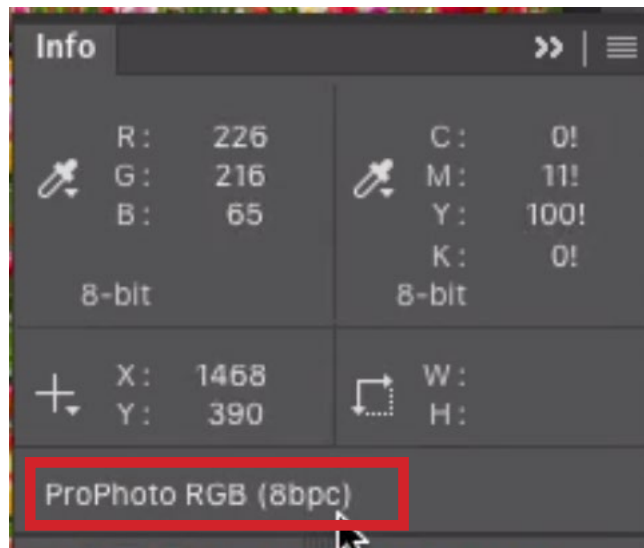 Info
R: 226
G: 216
B: 65
8-bit
C: 0!
M: 11!
Y: 100!
K: 0!
8-bit
X: 1468
Y: 390
W:
H:
ProPhoto RGB (8bpc)